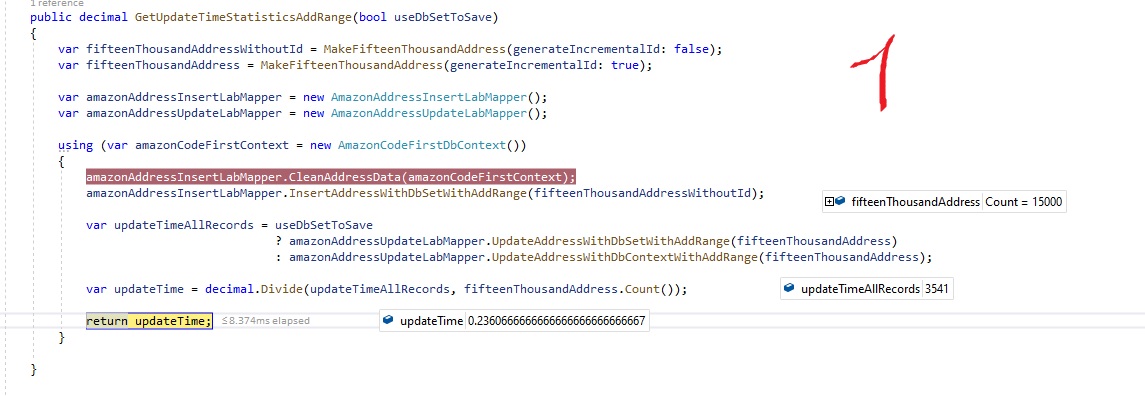 1 reference
public decimal GetUpdateTimeStatisticsAddRange(bool useDbSetToSave)
{
var fifteenThousandAddressWithoutId = MakeFifteenThousandAddress(generateIncrementalId: false);
var fifteenThousandAddress = MakeFifteenThousandAddress(generateIncrementalId: true);
var amazonAddressInsertLabMapper = new AmazonAddressInsertLabMapper();
var amazonAddressUpdateLabMapper = new AmazonAddressUpdateLabMapper();
using (var amazonCodeFirstContext = new AmazonCodeFirstDbContext())
{
amazonAddressInsertLabMapper.CleanAddressData(amazonCodeFirstContext);
amazonAddressInsertLabMapper.InsertAddressWithDbSetWithAddRange(fifteenThousandAddressWithoutId);
fifteenThousandAddress Count = 15000
var updateTimeAllRecords = useDbSetToSave
? amazonAddressUpdateLabMapper.UpdateAddressWithDbSetWithAddRange(fifteenThousandAddress)
: amazonAddressUpdateLabMapper.UpdateAddressWithDbContextWithAddRange(fifteenThousandAddress);
var updateTime = decimal.Divide(updateTimeAllRecords, fifteenThousandAddress.Count()); updateTimeAllRecords 3541
return updateTime; ≤8.374ms elapsed updateTime 0.2360666666666666666666666667
}
}
1